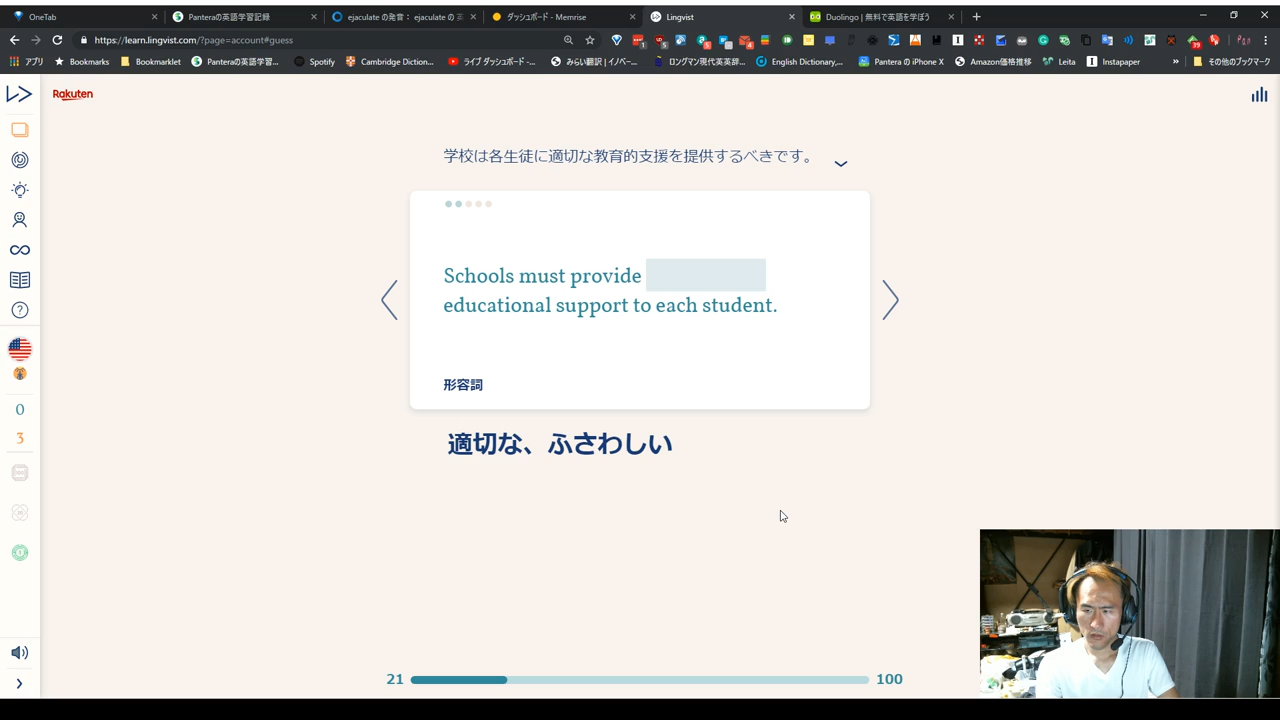 OneTab
Panteraの英語学習記録
ejaculate の発音： ejaculate の 英
ダッシュボード - Memrise
Lingvist
Duolingo | 無料で英語を学ぼう
https://learn.lingvist.com/?page=account#guess
アプリ
Bookmarks
Bookmarklet
Panteraの英語学習...
Spotify
Cambridge Diction...
ライブ ダッシュボード -...
みらい翻訳 | イノベー...
ロングマン現代英英辞...
English Dictionary,...
Pantera の iPhone X
Amazon価格推移
Leita
Instapaper
»
その他のブックマーク
Rakuten
学校は各生徒に適切な教育的支援を提供するべきです。
Schools must provide
educational support to each student.
形容詞
適切な、ふさわしい
0
3
21
100